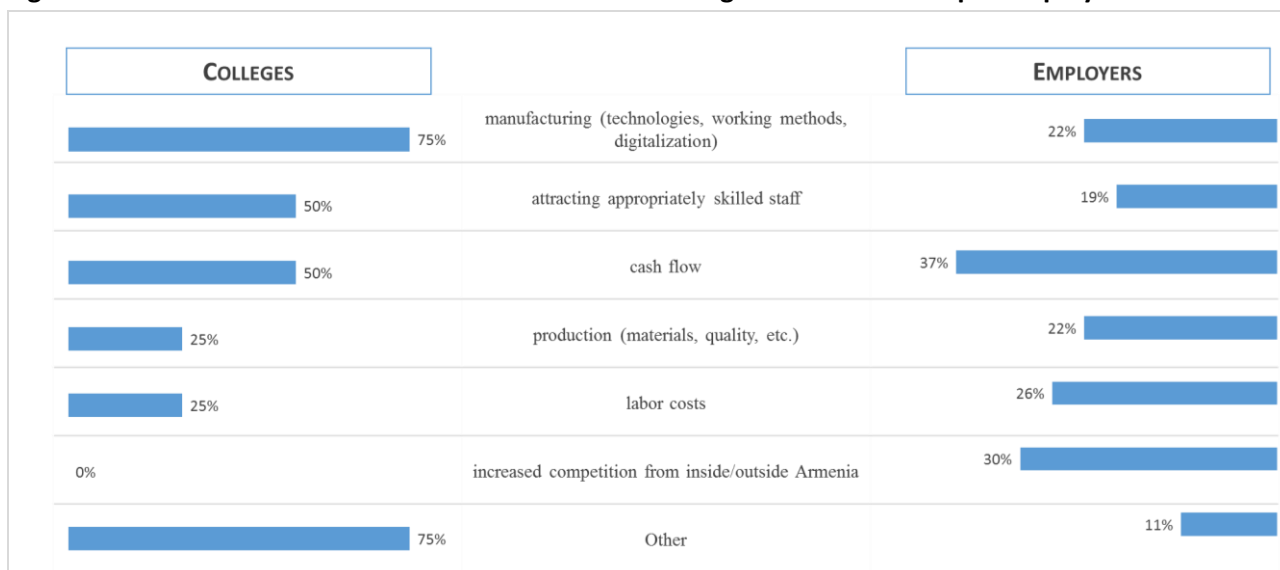 COLLEGES
EMPLOYERS
75%
manufacturing (technologies, working methods,
digitalization)
22%
50%
attracting appropriately skilled staff
19%
50%
cash flow
37%
25%
production (materials, quality, etc.)
22%
25%
labor costs
26%
0%
increased competition from inside/outside Armenia
30%
75%
Other
11%